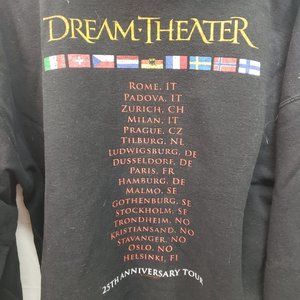 DREAM·THEATER
ROME, IT
PADOVA, IT
ZURICH, CH
MILAN, IT
PRAGUE, CZ
TILBURG, NL
LUDWIGSBURG, DE
DUSSELDORF, DE
PARIS, FR
HAMBURG, DE
MALMO, SE
GOTHENBURG, SE
STOCKHOLM, SE
TRONDHEIM, NO
KRISTIANSAND, NO
STAVANGER, NO
OSLO, NO
HELSINKI, FI
25TH ANNIVERSARY TOUR